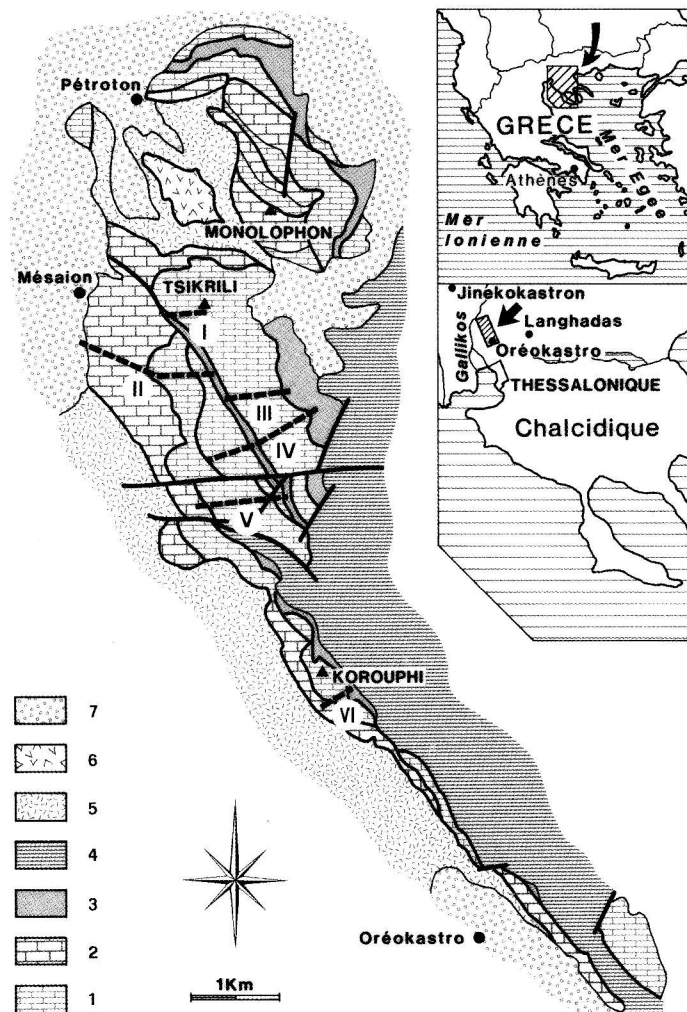 Pétroton
MONOLOPHON
Mésaion
TSIKRILI
I
II
III
IV
V
KOROUPHI
VI
Oréokastro
1Km
7
6
5
4
3
2
1
GRECE
Athènes
Mer Egée
Mer
Ionienne
Jinékokastron
Langhadas
Gallikos
Oréokastro
THESSALONIQUE
Chalcidique